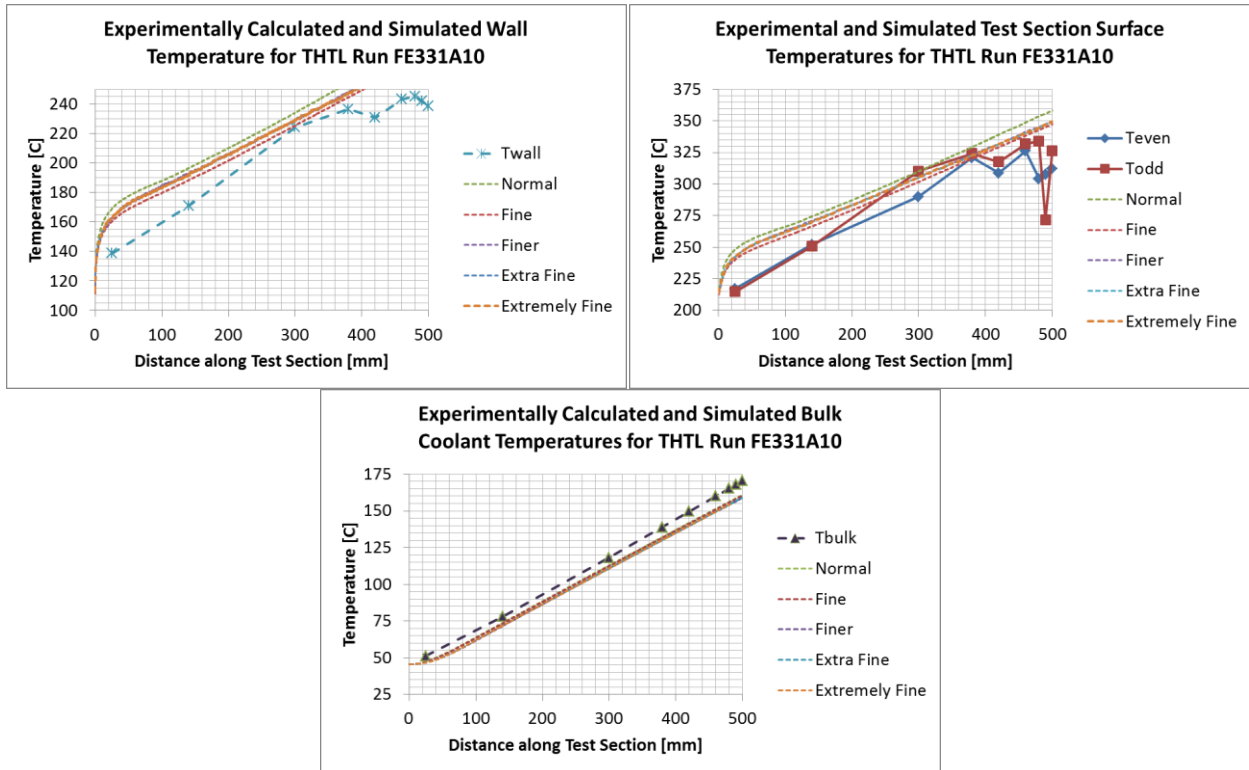 Experimentally Calculated and Simulated Wall
Temperature for THTL Run FE331A10
Temperature [C]
240
220
200
180
160
140
120
100
0
100
200
300
400
500
Distance along Test Section [mm]
Twall
Normal
Fine
Finer
Extra Fine
Extremely Fine
Experimental and Simulated Test Section Surface
Temperatures for THTL Run FE331A10
Temperature [C]
375
350
325
300
275
250
225
200
0
100
200
300
400
500
Distance along Test Section [mm]
Teven
Todd
Normal
Fine
Finer
Extra Fine
Extremely Fine
Experimentally Calculated and Simulated Bulk
Coolant Temperatures for THTL Run FE331A10
Temperature [C]
175
150
125
100
75
50
25
0
100
200
300
400
500
Distance along Test Section [mm]
Tbulk
Normal
Fine
Finer
Extra Fine
Extremely Fine